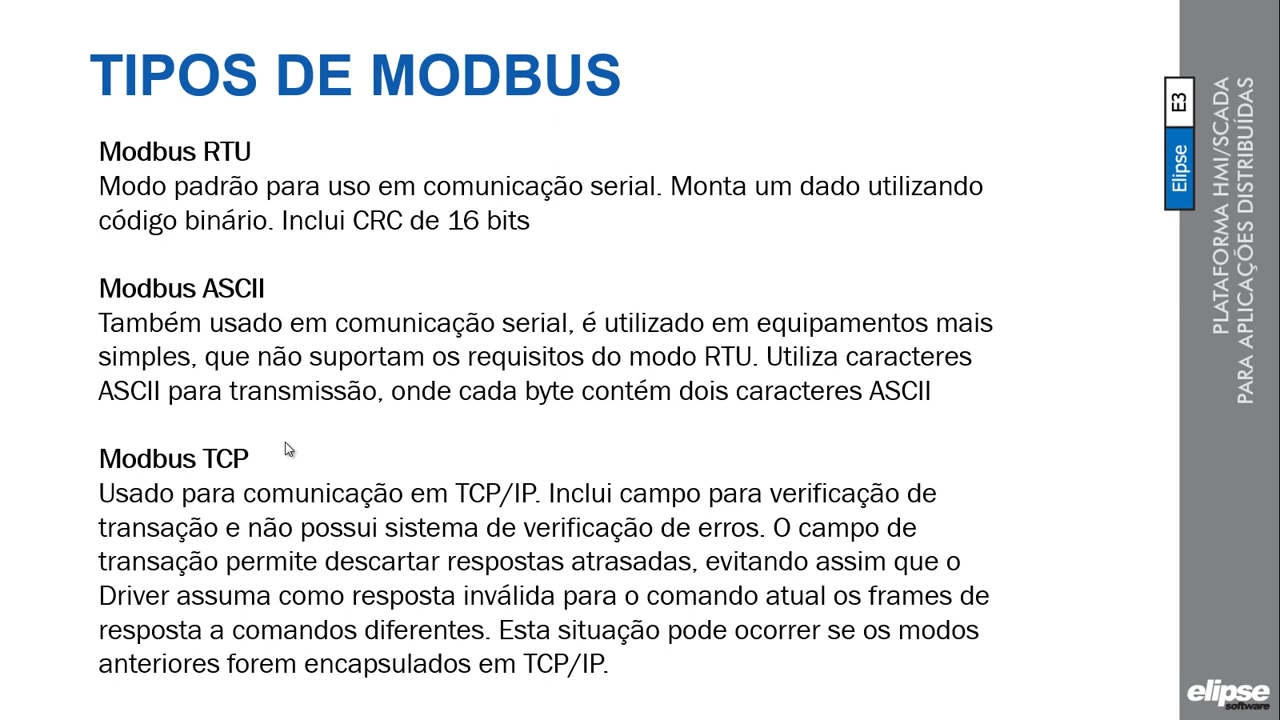 TIPOS DE MODBUS
Modbus RTU
Modo padrão para uso em comunicação serial. Monta um dado utilizando
código binário. Inclui CRC de 16 bits
Modbus ASCII
Também usado em comunicação serial, é utilizado em equipamentos mais
simples, que não suportam os requisitos do modo RTU. Utiliza caracteres
ASCII para transmissão, onde cada byte contém dois caracteres ASCII
Modbus TCP
Usado para comunicação em TCP/IP. Inclui campo para verificação de
transação e não possui sistema de verificação de erros. O campo de
transação permite descartar respostas atrasadas, evitando assim que o
Driver assuma como resposta inválida para o comando atual os frames de
resposta a comandos diferentes. Esta situação pode ocorrer se os modos
anteriores forem encapsulados em TCP/IP.
Elipse E3
PLATAFORMA HMI/SCADA
PARA APLICAÇÕES DISTRIBUÍDAS
elipse
software